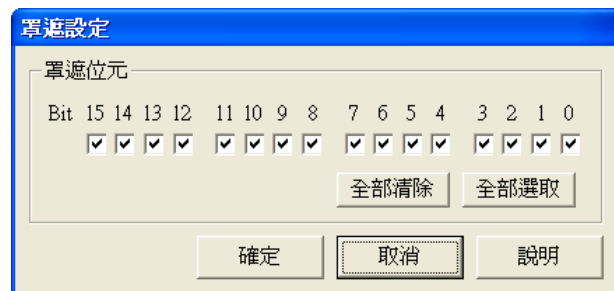 罩遮設定
罩遮位元
Bit 15 14 13 12 11 10 9 8 7 6 5 4 3 2 1 0
全部清除 全部選取
確定 取消 說明